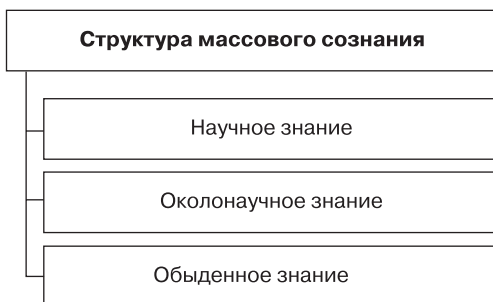 Структура массового сознания
Научное знание
Околонаучное знание
Обыденное знание